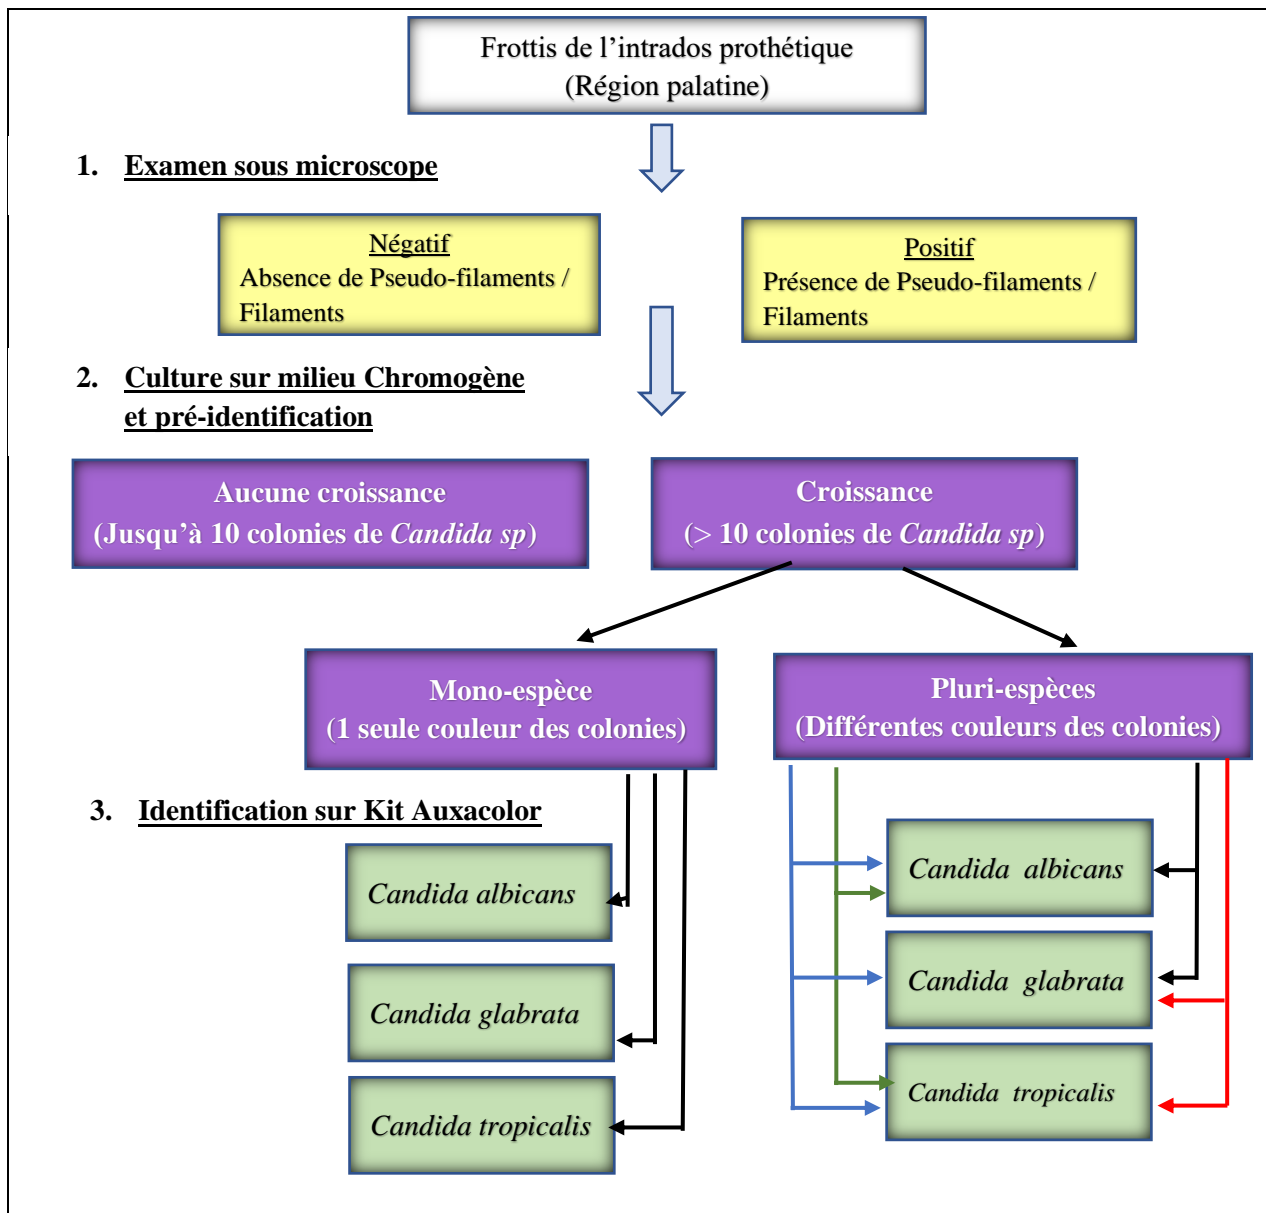 Frottis de l’intrados prothétique
(Région palatine)
1. Examen sous microscope
Négatif
Absence de Pseudo-filaments /
Filaments
Positif
Présence de Pseudo-filaments /
Filaments
2. Culture sur milieu Chromogène
et pré-identification
Aucune croissance
(Jusqu’à 10 colonies de Candida sp)
Croissance
(> 10 colonies de Candida sp)
Mono-espèce
(1 seule couleur des colonies)
Pluri-espèces
(Différentes couleurs des colonies)
3. Identification sur Kit Auxacolor
Candida albicans
Candida glabrata
Candida tropicalis
Candida albicans
Candida glabrata
Candida tropicalis